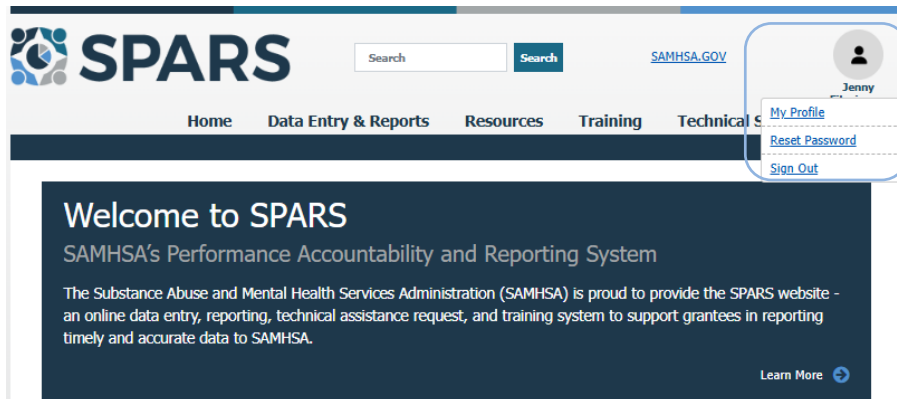 SPARS
Search
Search
SAMHSA.GOV
Jenny
Home Data Entry & Reports Resources Training Technical S
My Profile
Reset Password
Sign Out
Welcome to SPARS
SAMHSA's Performance Accountability and Reporting System
The Substance Abuse and Mental Health Services Administration (SAMHSA) is proud to provide the SPARS website -
an online data entry, reporting, technical assistance request, and training system to support grantees in reporting
timely and accurate data to SAMHSA.
Learn More